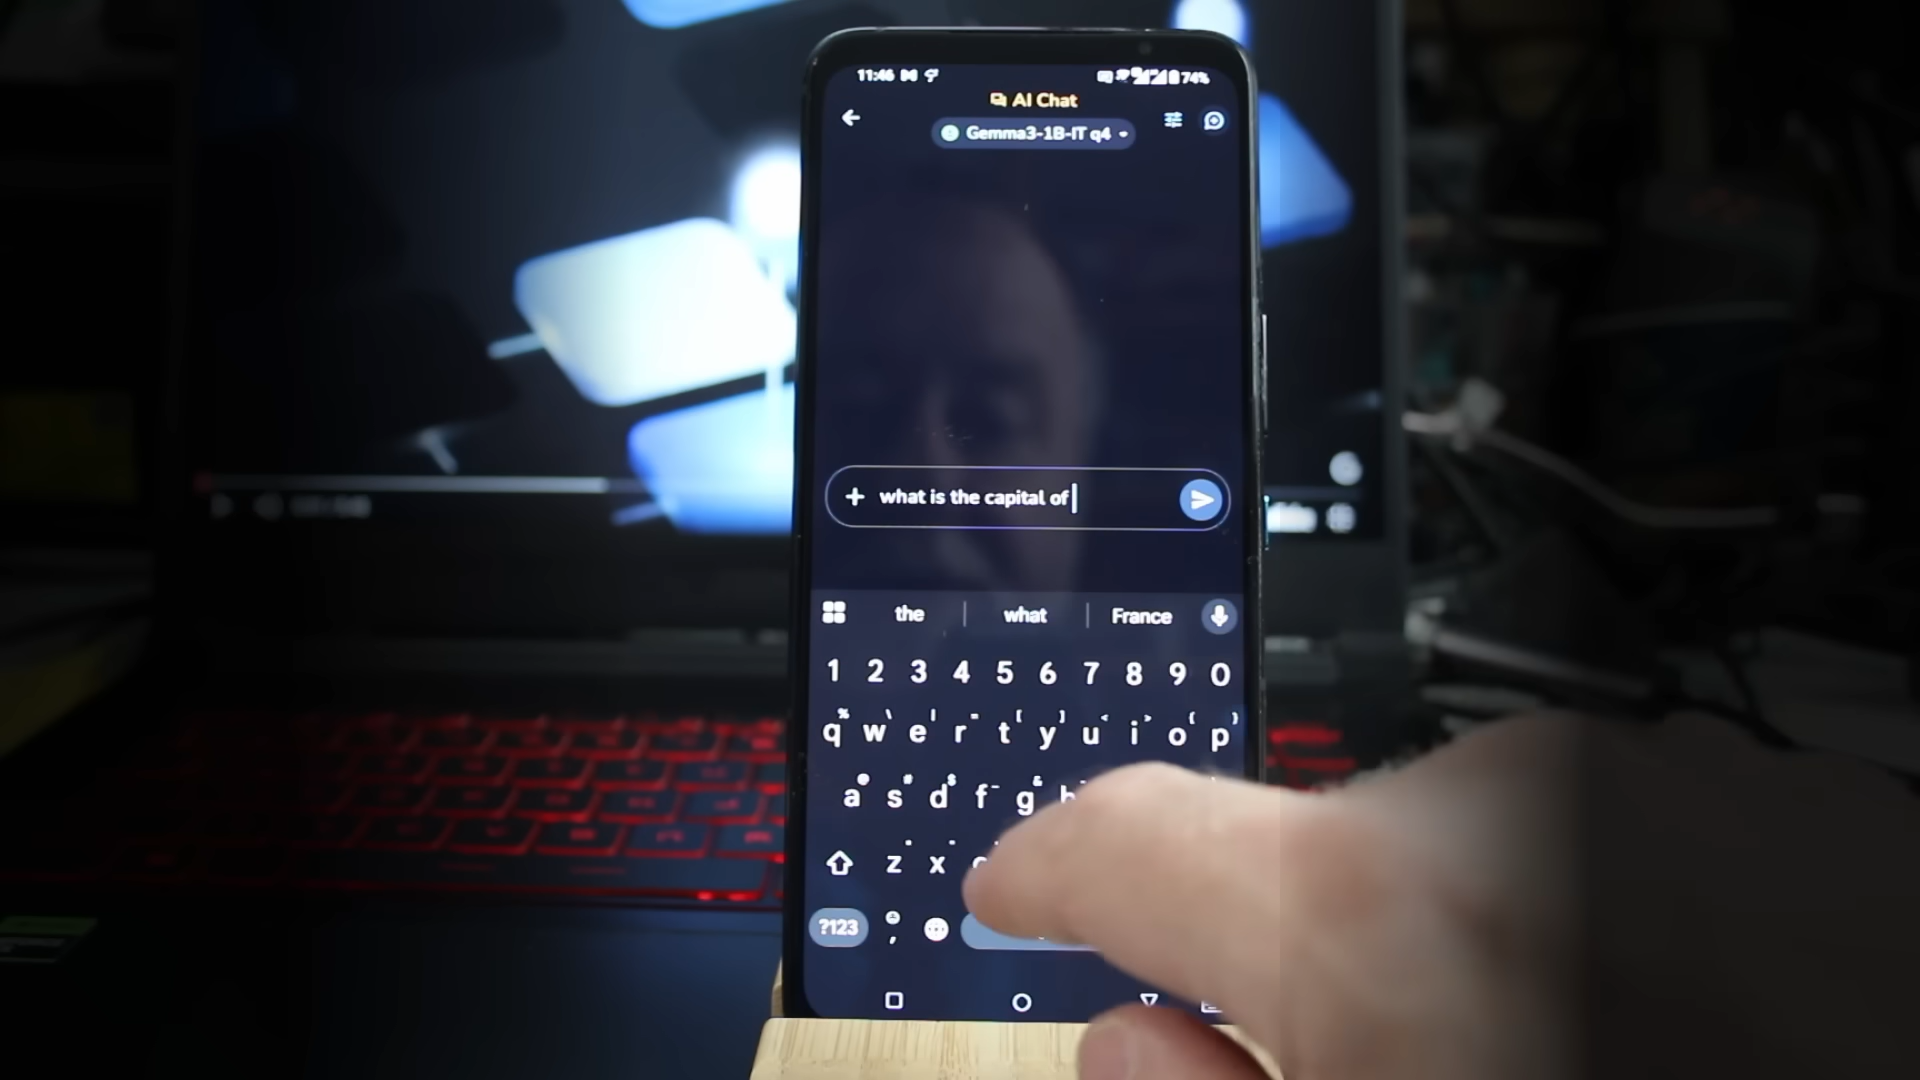 11:46
74%
AI Chat
Gemma3-1B-IT q4
what is the capital of
the what France
1 2 3 4 5 6 7 8 9 0
q w e r t y u i o p
a s d f g h
z x c
?123 ,